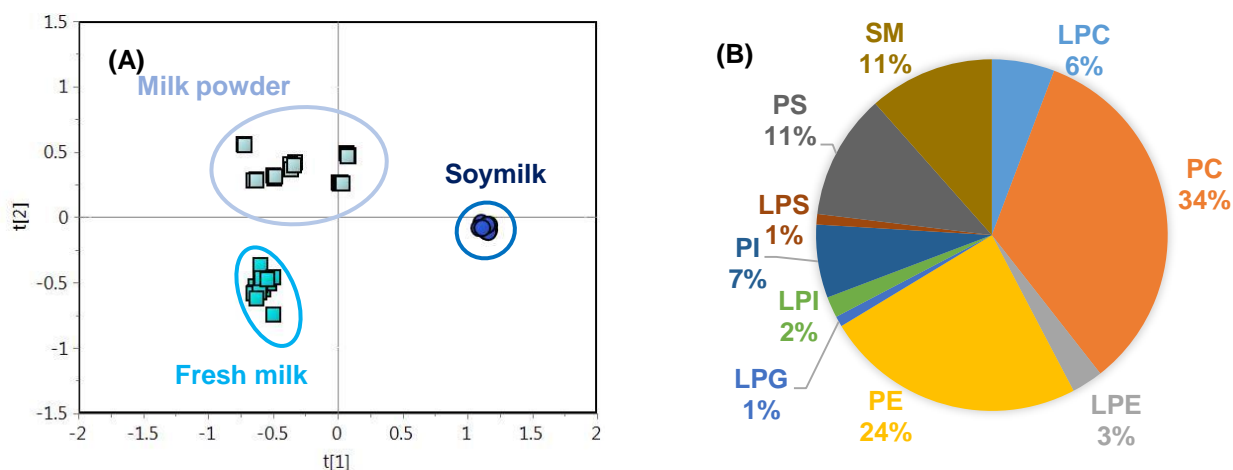 (A)
1.5
1
0.5
0
-0.5
-1
-1.5
t[2]
-2
-1.5
-1
-0.5
0
0.5
1
1.5
2
t[1]
Milk powder
Soymilk
Fresh milk
(B)
LPC
6%
PC
34%
LPE
3%
PE
24%
LPG
1%
LPI
2%
PI
7%
LPS
1%
PS
11%
SM
11%